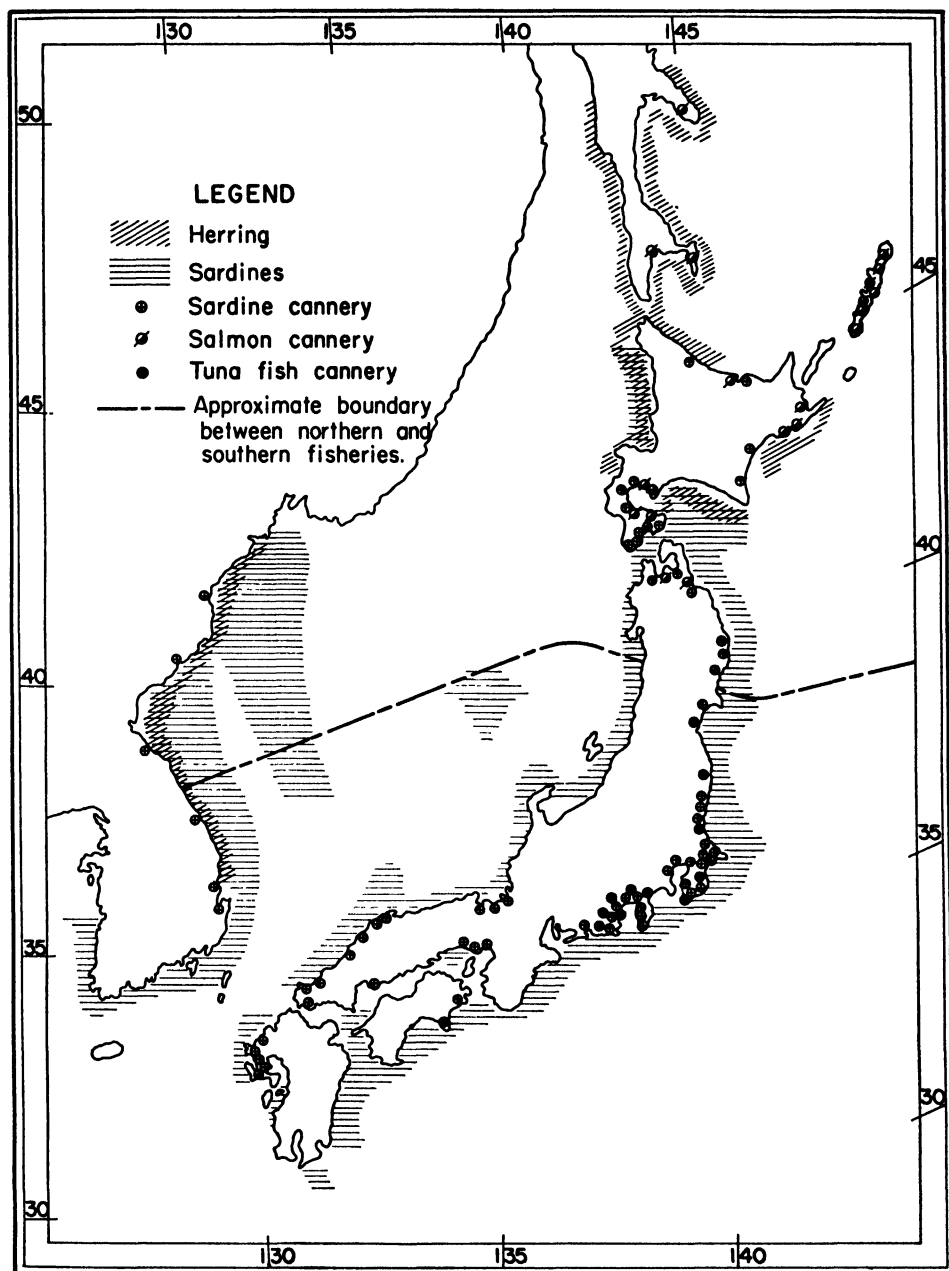 130 135 140 145
50
LEGEND
Herring
Sardines
Sardine cannery
Salmon cannery
Tuna fish cannery
Approximate boundary
between northern and
southern fisheries.
45
45
40
40
35
35
30
30
130 135 140